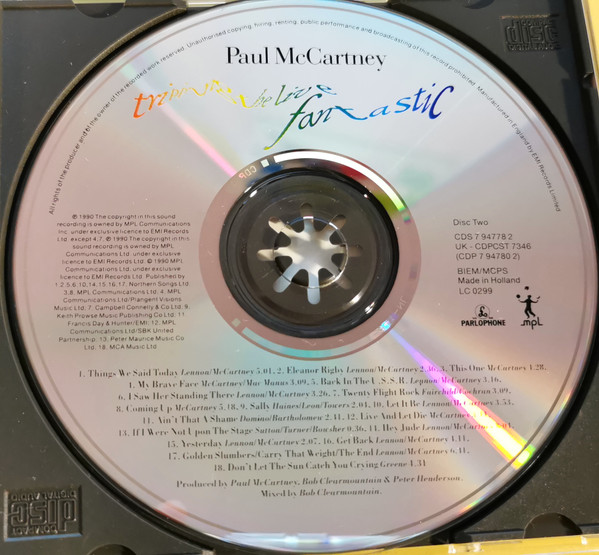 All rights of the producer and of the owner of the recorded work reserved. Unauthorised copying, hiring, renting, public performance and broadcasting of this record prohibited. Manufactured in England by EMI Records Limited
Paul McCartney
tripping the live
fantastic
CDP
℗ 1990 The copyright in this sound
recording is owned by MPL Communications
Inc. under exclusive licence to EMI Records
Ltd. except 4,7, ℗ 1990 The copyright in
this sound recording is owned by MPL
Communications Ltd. under exclusive
licence to EMI Records Ltd. © 1990 MPL
Communications Ltd. under exclusive
licence to EMI Records Ltd. Published by
1,2,5,6,10,14,15,16,17, Northern Songs Ltd:
3,8, MPL Communications Ltd: 4, MPL
Communications Ltd/Plangent Visions
Music Ltd: 7, Campbell Connelly & Co Ltd: 9,
Keith Prowse Music Publishing Co Ltd: 11
Francis Day & Hunter/EMI: 12, MPL
Communications Ltd/SBK United
Partnership: 13, Peter Maurice Music Co
Ltd: 18, MCA Music Ltd.
Disc Two
CDS 7 94778 2
UK - CDPCST 7346
(CDP 7 94780 2)
BIEM/MCPS
Made in Holland
LC 0299
PARLOPHONE
MPL
1. Things We Said Today Lennon/McCartney 5.01, 2. Eleanor Rigby Lennon/McCartney 2.36, 3. This One McCartney 4.28,
4. My Brave Face McCartney/Mac Manus 3.09, 5. Back In The U.S.S.R. Lennon/McCartney 3.16,
6. I Saw Her Standing There Lennon/McCartney 3.26, 7. Twenty Flight Rock Fairchild/Cochran 3.09,
8. Coming Up McCartney 5.18, 9. Sally Haines/Leon/Towers 2.01, 10. Let It Be Lennon/McCartney 3.53,
11. Ain't That A Shame Domino/Bartholomew 2.41, 12. Live And Let Die McCartney
13. If I Were Not Upon The Stage Sutton/Turner/Bowsher 0.36, 14. Hey Jude Lennon/McCartney 8.04,
15. Yesterday Lennon/McCartney 2.07, 16. Get Back Lennon/McCartney 4.11,
17. Golden Slumbers/Carry That Weight/The End Lennon/McCartney 6.41,
18. Don't Let The Sun Catch You Crying Greene 4.31
Produced by Paul McCartney, Bob Clearmountain & Peter Henderson.
Mixed by Bob Clearmountain.
disc
COMPACT
disc
DIGITAL AUDIO